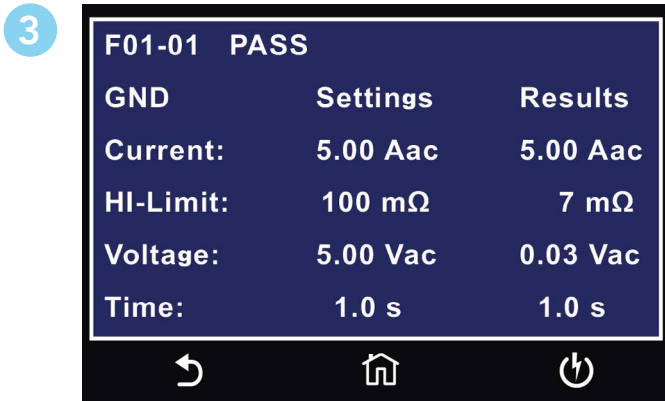 3
F01-01 PASS
GND Settings Results
Current: 5.00 Aac 5.00 Aac
HI-Limit: 100 mΩ 7 mΩ
Voltage: 5.00 Vac 0.03 Vac
Time: 1.0 s 1.0 s